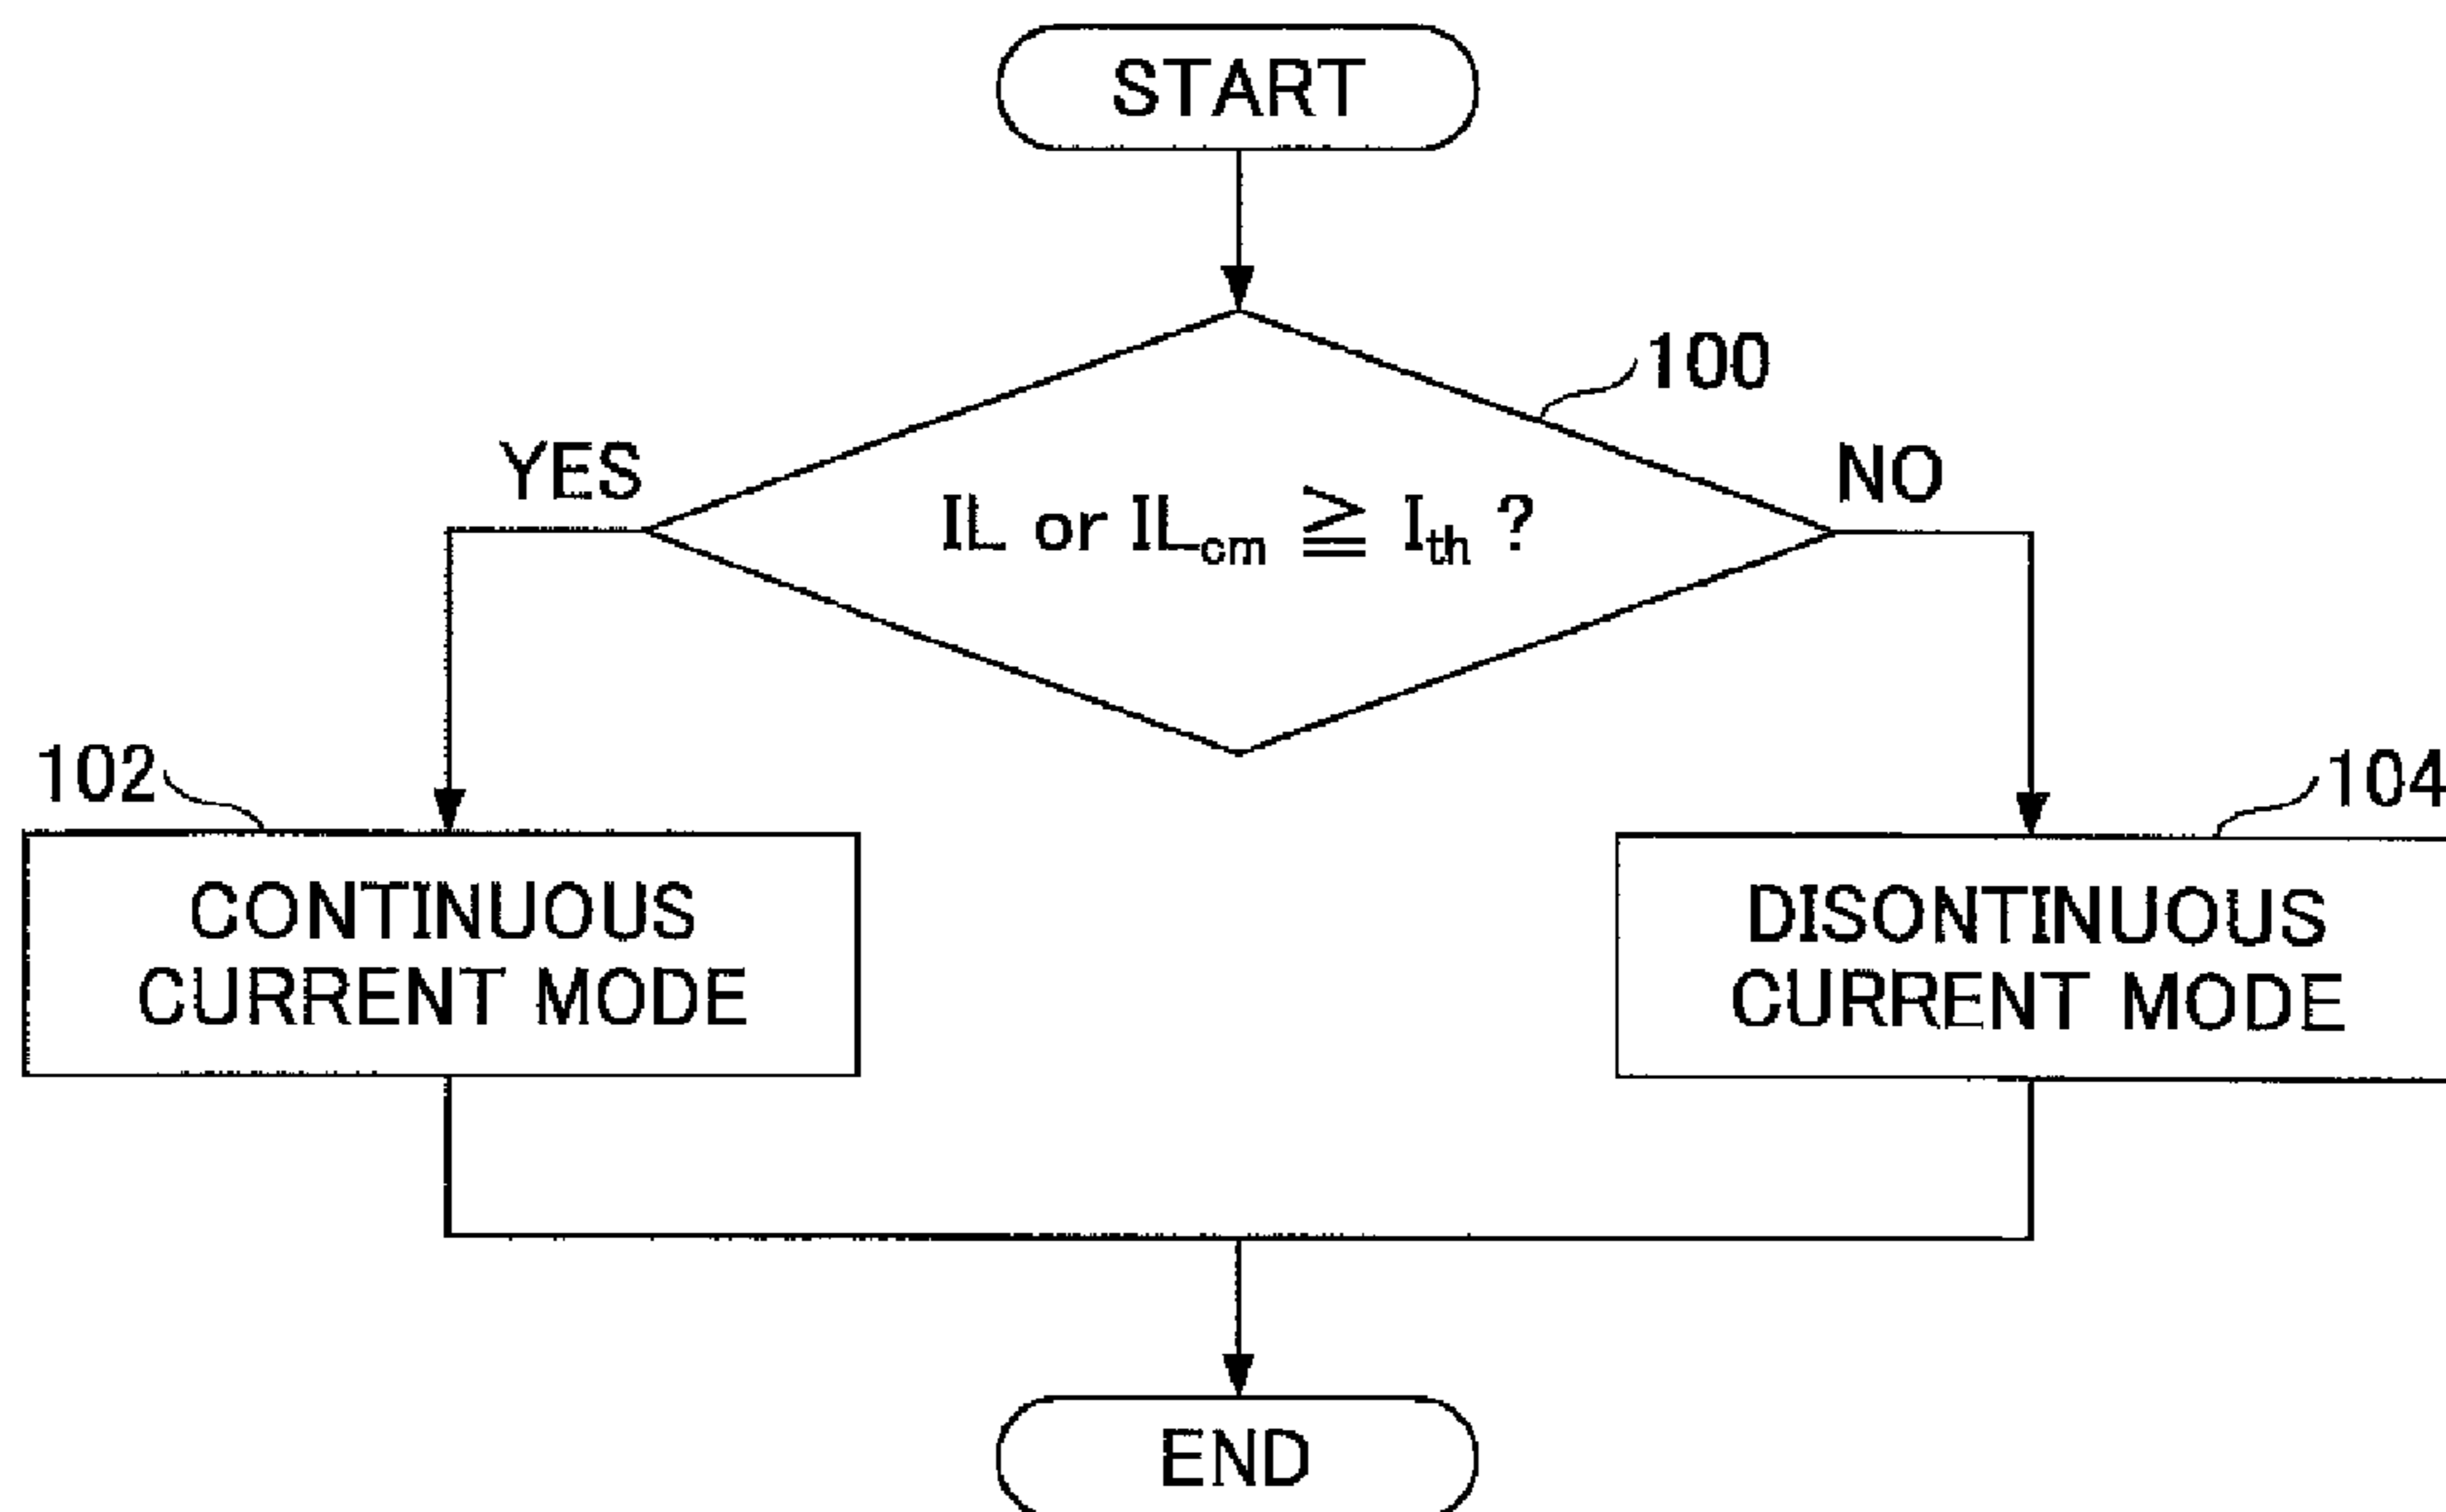 START
100
YES
NO
IL or ILcm ≧ Ith ?
102
104
CONTINUOUS
CURRENT MODE
DISONTINUOUS
CURRENT MODE
END